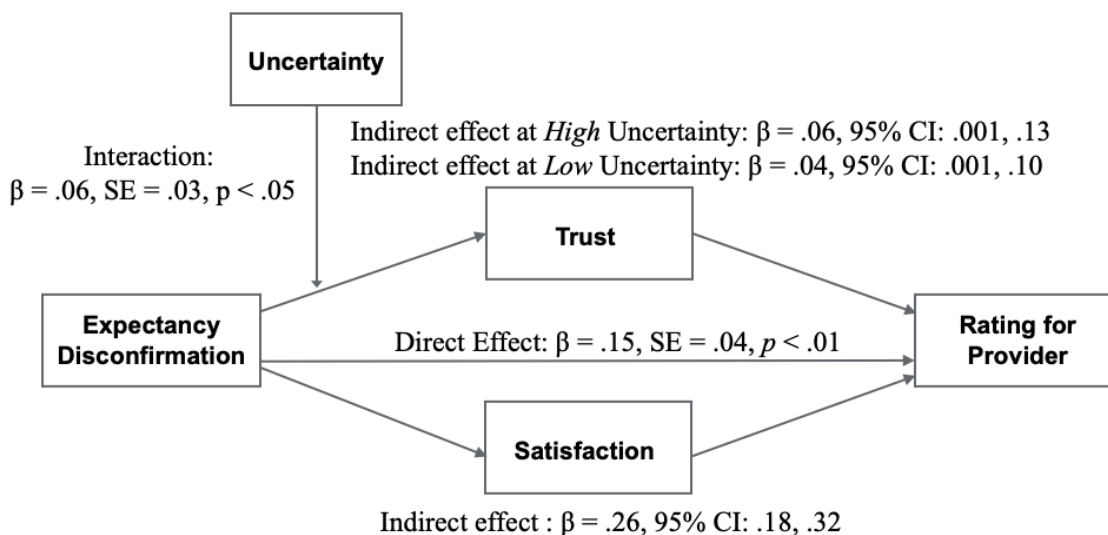 Uncertainty
Indirect effect at High Uncertainty: β = .06, 95% CI: .001, .13
Indirect effect at Low Uncertainty: β = .04, 95% CI: .001, .10
Interaction:
β = .06, SE = .03, p < .05
Trust
Expectancy
Disconfirmation
Direct Effect: β = .15, SE = .04, p < .01
Rating for
Provider
Satisfaction
Indirect effect : β = .26, 95% CI: .18, .32